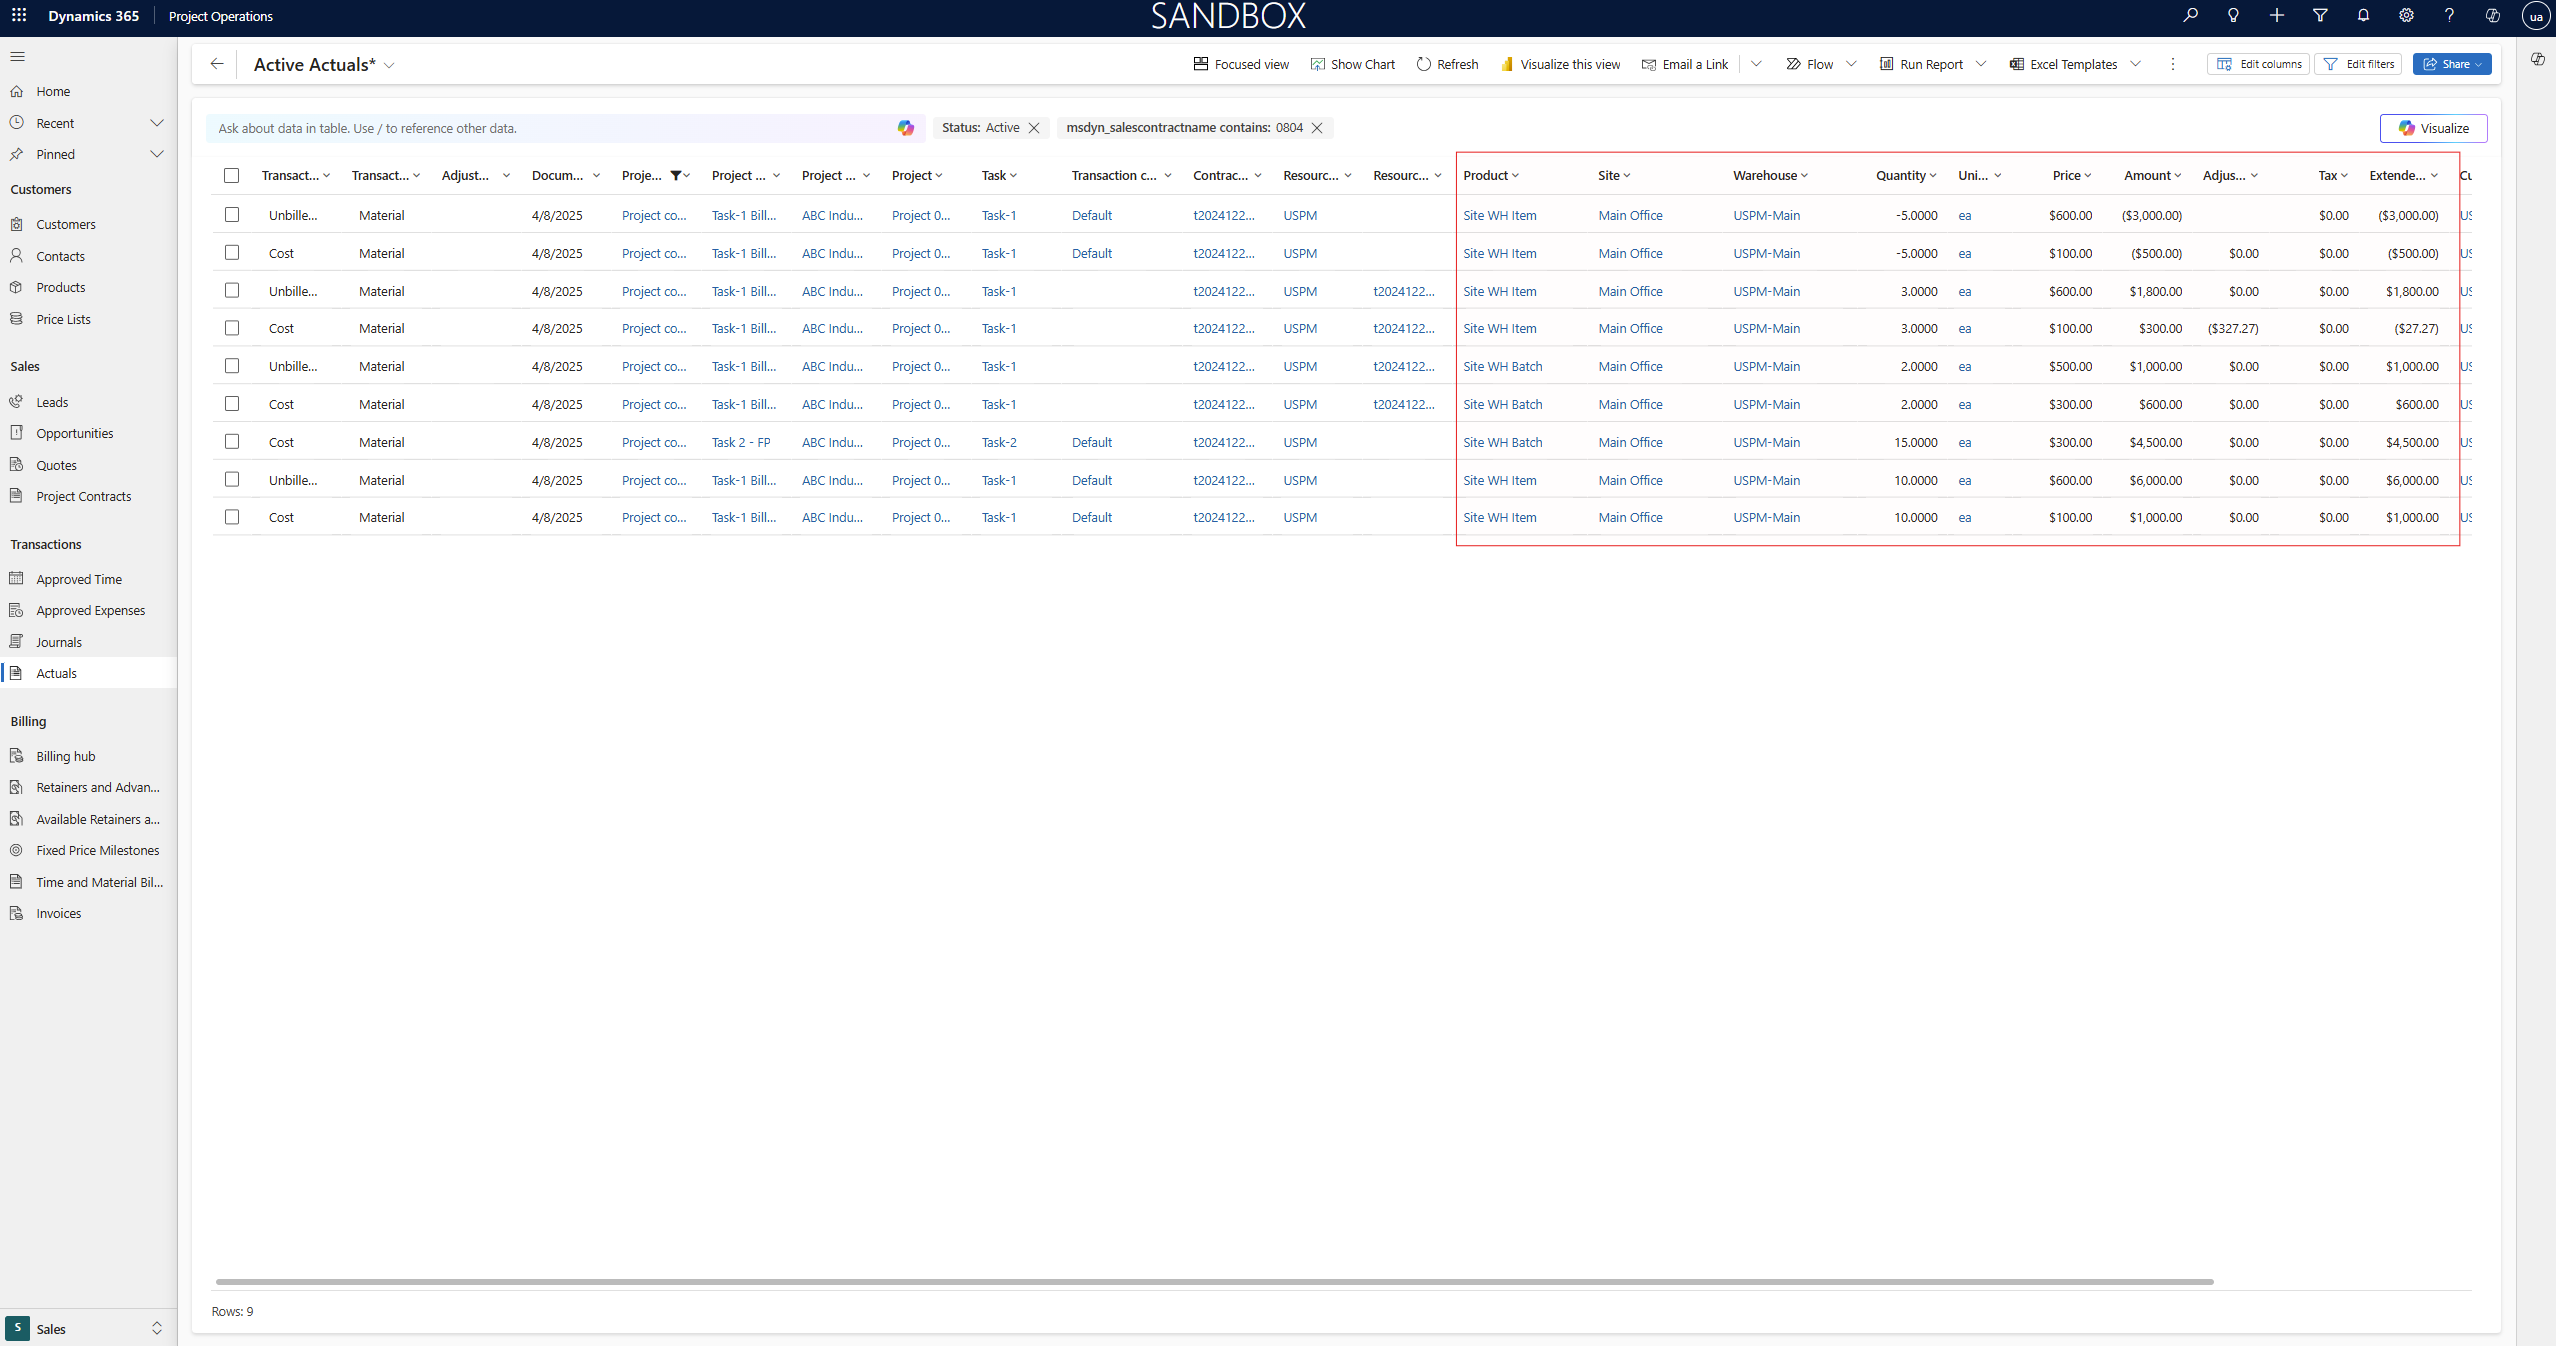 Dynamics 365 Project Operations SANDBOX ua
Active Actuals* Focused view Show Chart Refresh Visualize this view Email a Link Flow Run Report Excel Templates Edit columns Edit filters Share
Home
Recent
Pinned
Customers
Customers
Contacts
Products
Price Lists
Sales
Leads
Opportunities
Quotes
Project Contracts
Transactions
Approved Time
Approved Expenses
Journals
Actuals
Billing
Billing hub
Retainers and Advan...
Available Retainers a...
Fixed Price Milestones
Time and Material Bil...
Invoices
S Sales
Ask about data in table. Use / to reference other data. Status: Active msdyn_salescontractname contains: 0804 Visualize
Transact... Transact... Adjust... Docum... Proje... Project ... Project ... Project Task Transaction c... Contrac... Resourc... Resourc... Product Site Warehouse Quantity Uni... Price Amount Adjus... Tax Extende... Cu
Unbille... Material 4/8/2025 Project co... Task-1 Bill... ABC Indu... Project 0... Task-1 Default t2024122... USPM Site WH Item Main Office USPM-Main -5.0000 ea $600.00 ($3,000.00) $0.00 ($3,000.00) US
Cost Material 4/8/2025 Project co... Task-1 Bill... ABC Indu... Project 0... Task-1 Default t2024122... USPM Site WH Item Main Office USPM-Main -5.0000 ea $100.00 ($500.00) $0.00 $0.00 ($500.00) US
Unbille... Material 4/8/2025 Project co... Task-1 Bill... ABC Indu... Project 0... Task-1 t2024122... USPM t2024122... Site WH Item Main Office USPM-Main 3.0000 ea $600.00 $1,800.00 $0.00 $0.00 $1,800.00 US
Cost Material 4/8/2025 Project co... Task-1 Bill... ABC Indu... Project 0... Task-1 t2024122... USPM t2024122... Site WH Item Main Office USPM-Main 3.0000 ea $100.00 $300.00 ($327.27) $0.00 ($27.27) US
Unbille... Material 4/8/2025 Project co... Task-1 Bill... ABC Indu... Project 0... Task-1 t2024122... USPM t2024122... Site WH Batch Main Office USPM-Main 2.0000 ea $500.00 $1,000.00 $0.00 $0.00 $1,000.00 US
Cost Material 4/8/2025 Project co... Task-1 Bill... ABC Indu... Project 0... Task-1 t2024122... USPM t2024122... Site WH Batch Main Office USPM-Main 2.0000 ea $300.00 $600.00 $0.00 $0.00 $600.00 US
Cost Material 4/8/2025 Project co... Task 2 - FP ABC Indu... Project 0... Task-2 Default t2024122... USPM Site WH Batch Main Office USPM-Main 15.0000 ea $300.00 $4,500.00 $0.00 $0.00 $4,500.00 US
Unbille... Material 4/8/2025 Project co... Task-1 Bill... ABC Indu... Project 0... Task-1 Default t2024122... USPM Site WH Item Main Office USPM-Main 10.0000 ea $600.00 $6,000.00 $0.00 $0.00 $6,000.00 US
Cost Material 4/8/2025 Project co... Task-1 Bill... ABC Indu... Project 0... Task-1 Default t2024122... USPM Site WH Item Main Office USPM-Main 10.0000 ea $100.00 $1,000.00 $0.00 $0.00 $1,000.00 US
Rows: 9